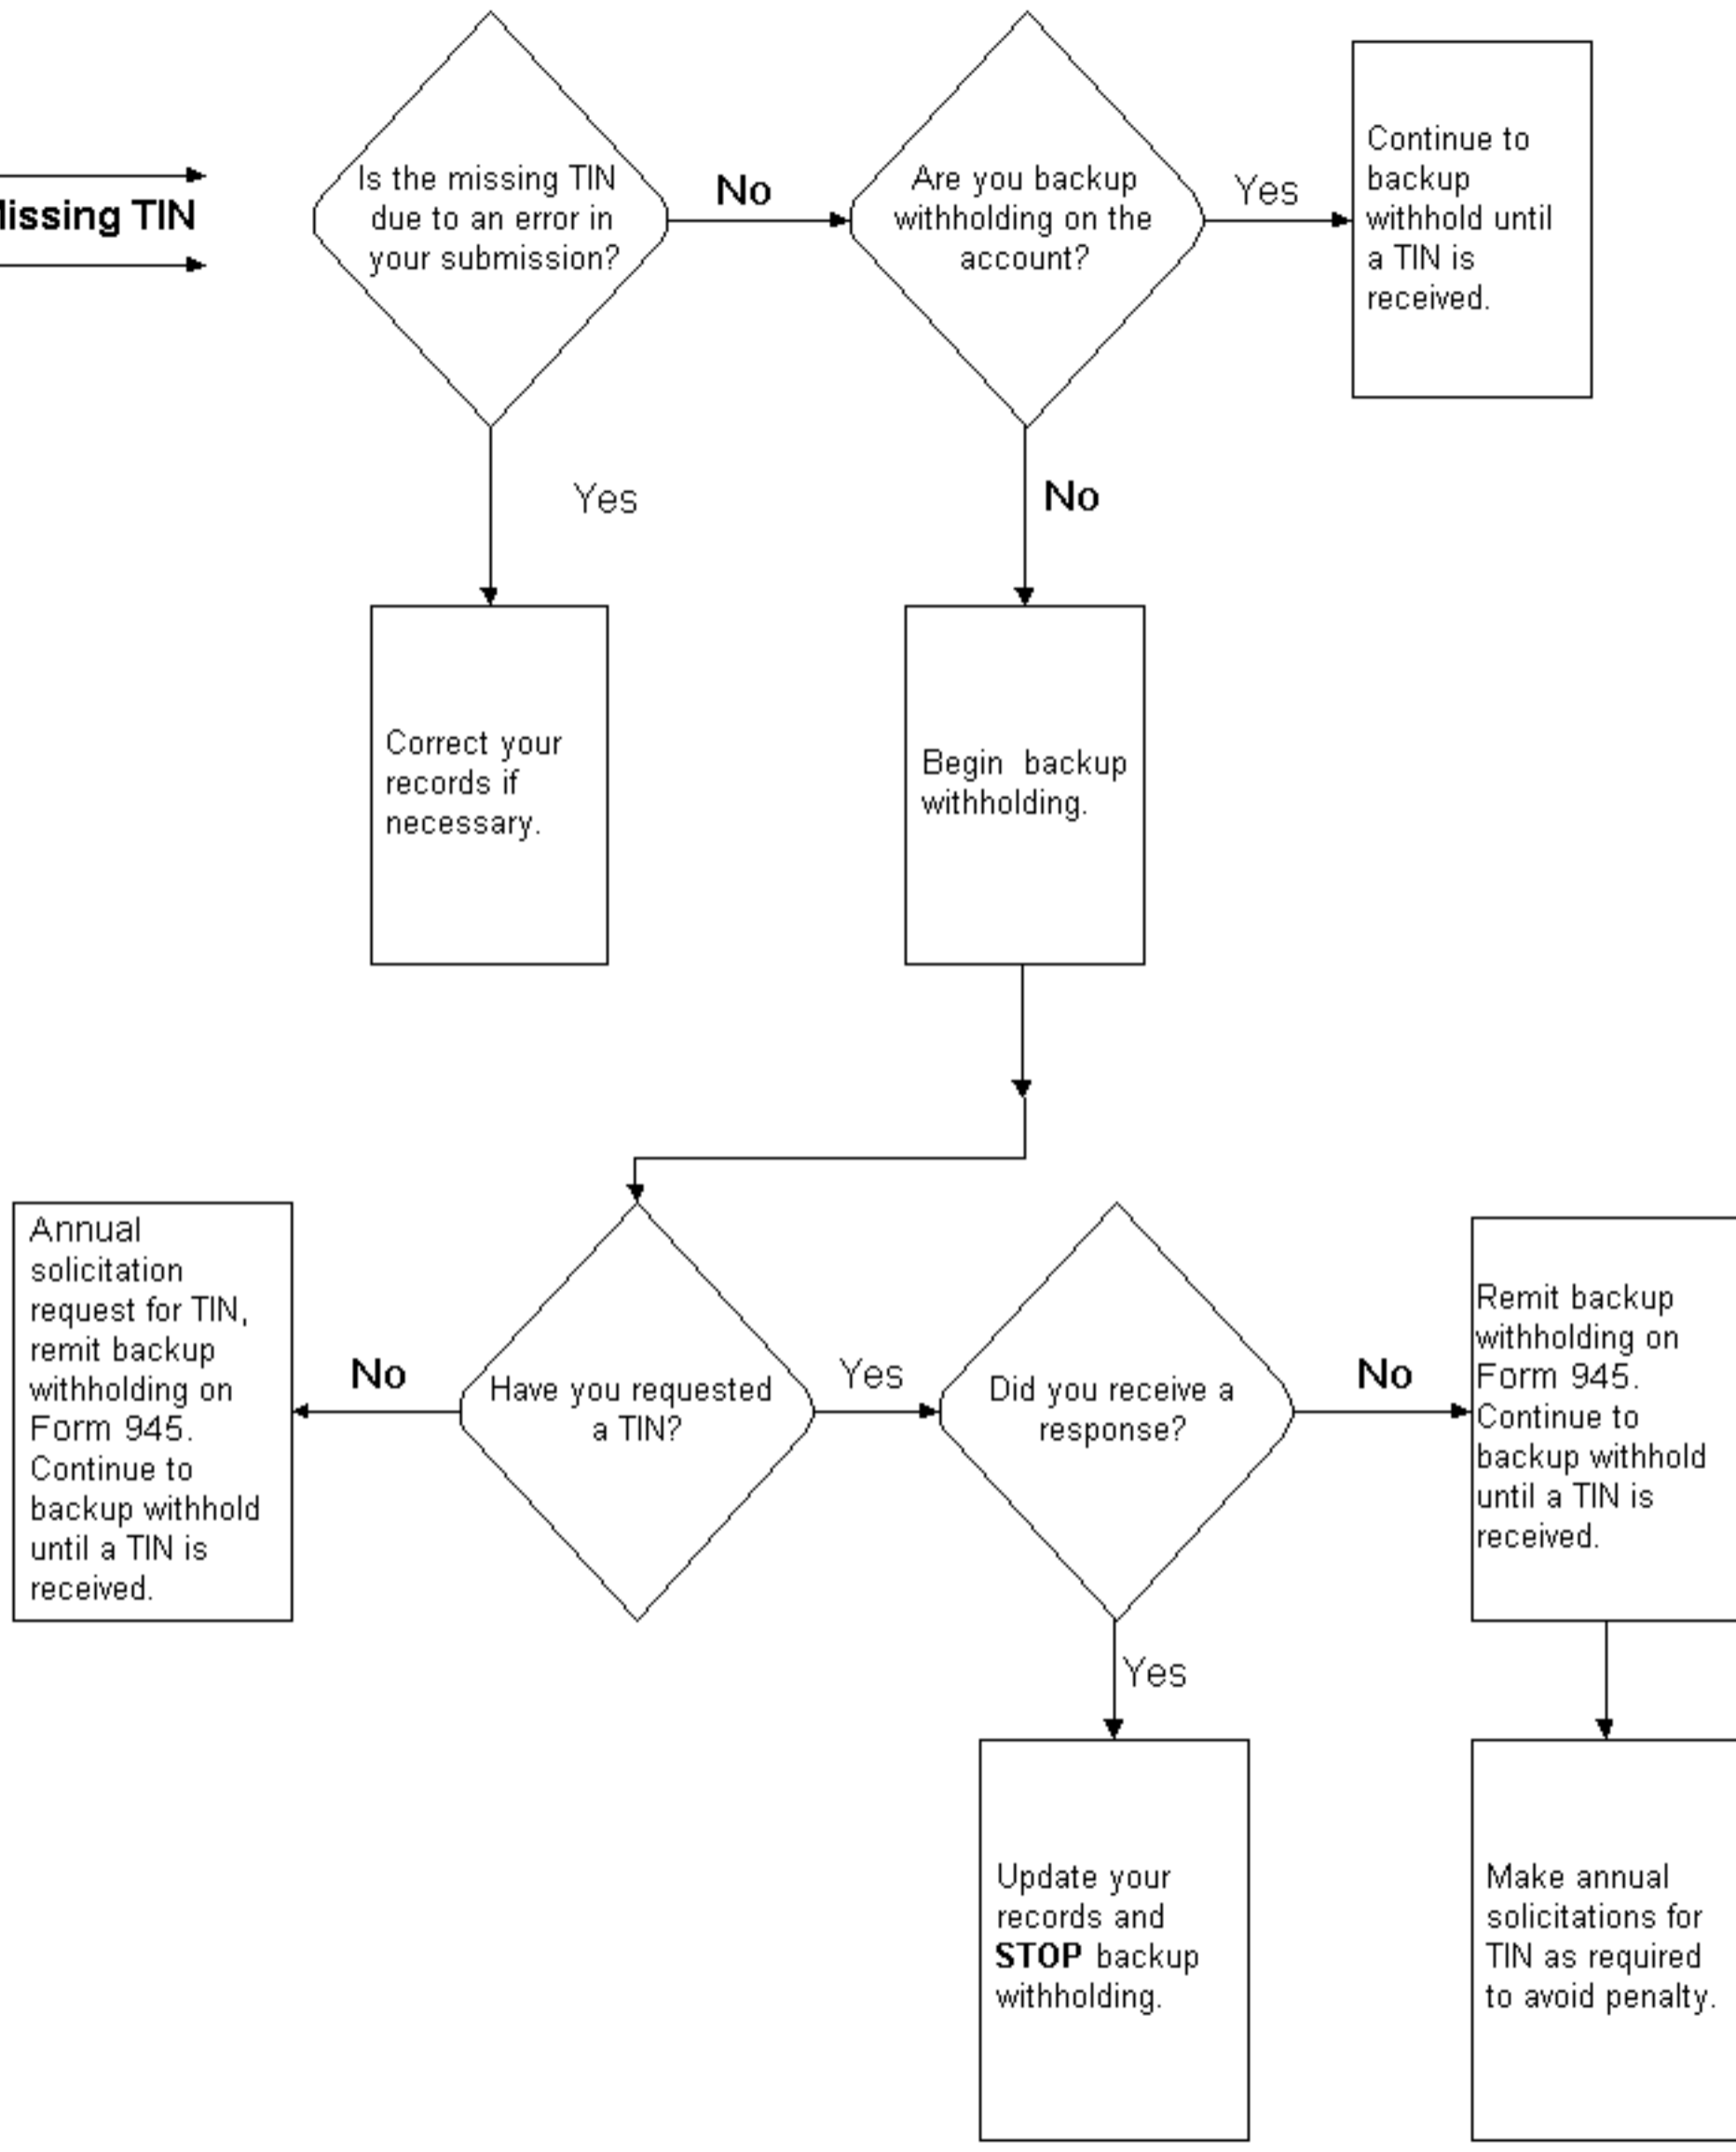 issing TIN
Is the missing TIN
due to an error in
your submission?
No
Are you backup
withholding on the
account?
Yes
Continue to
backup
withhold until
a TIN is
received.
Yes
No
Correct your
records if
necessary.
Begin backup
withholding.
Annual
solicitation
request for TIN,
remit backup
withholding on
Form 945.
Continue to
backup withhold
until a TIN is
received.
No
Have you requested
a TIN?
Yes
Did you receive a
response?
No
Remit backup
withholding on
Form 945.
Continue to
backup withhold
until a TIN is
received.
Yes
Update your
records and
STOP backup
withholding.
Make annual
solicitations for
TIN as required
to avoid penalty.